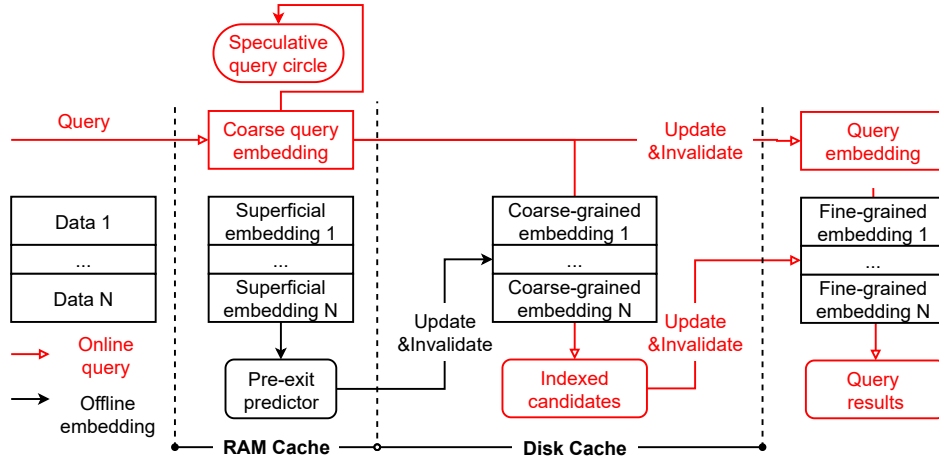 Speculative
query circle
Query
Coarse query
embedding
Update
&Invalidate
Query
embedding
Data 1
...
Data N
Superficial
embedding 1
...
Superficial
embedding N
Coarse-grained
embedding 1
...
Coarse-grained
embedding N
Fine-grained
embedding 1
...
Fine-grained
embedding N
Update
&Invalidate
Update
&Invalidate
Online
query
Offline
embedding
Pre-exit
predictor
Indexed
candidates
Query
results
RAM Cache
Disk Cache